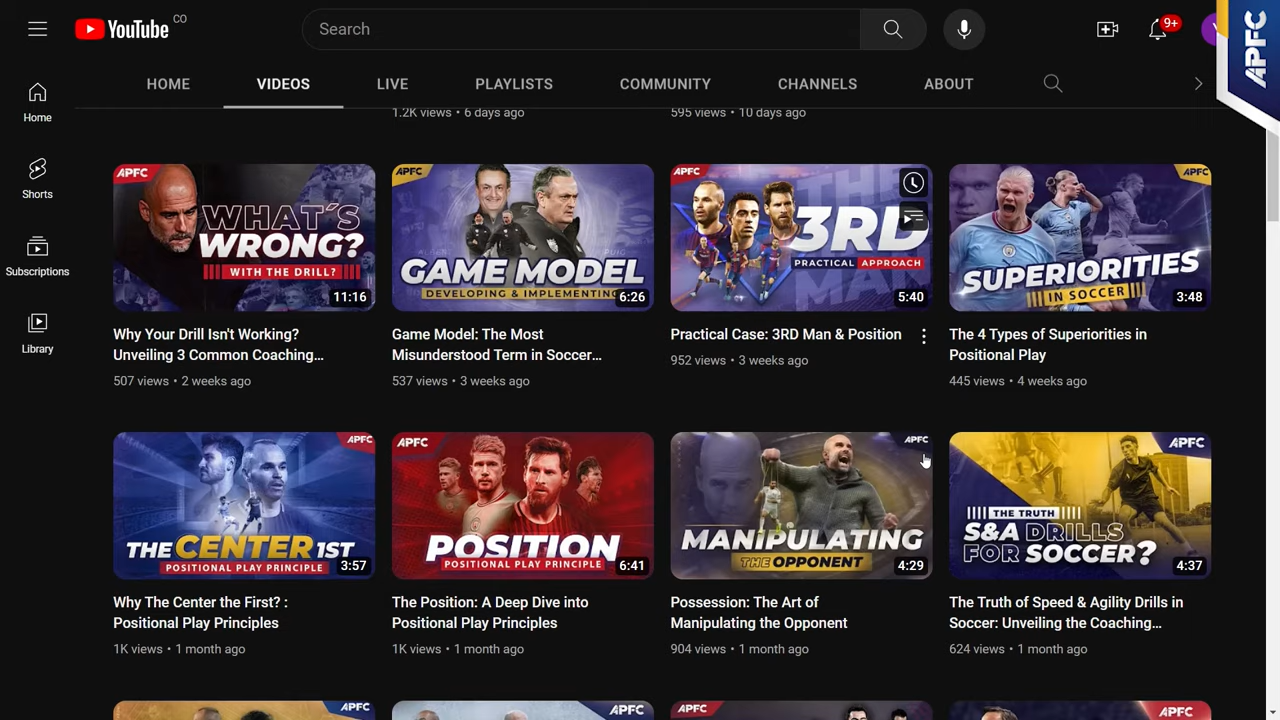 YouTube CO
Search
9+
APFC
HOME VIDEOS LIVE PLAYLISTS COMMUNITY CHANNELS ABOUT
Home
Shorts
Subscriptions
Library
1.2K views • 6 days ago
595 views • 10 days ago
APFC
WHAT´S
WRONG?
WITH THE DRILL?
11:16
Why Your Drill Isn't Working?
Unveiling 3 Common Coaching...
507 views • 2 weeks ago
APFC
GAME MODEL
DEVELOPING & IMPLEMENTING
6:26
Game Model: The Most
Misunderstood Term in Soccer...
537 views • 3 weeks ago
APFC
THE
3RD
PRACTICAL APPROACH
MAN
5:40
Practical Case: 3RD Man & Position
952 views • 3 weeks ago
APFC
SUPERIORITIES
IN SOCCER
3:48
The 4 Types of Superiorities in
Positional Play
445 views • 4 weeks ago
APFC
THE CENTER 1ST
POSITIONAL PLAY PRINCIPLE
3:57
Why The Center the First? :
Positional Play Principles
1K views • 1 month ago
APFC
POSITION
POSITIONAL PLAY PRINCIPLE
6:41
The Position: A Deep Dive into
Positional Play Principles
1K views • 1 month ago
APFC
MANIPULATING
THE OPPONENT
4:29
Possession: The Art of
Manipulating the Opponent
904 views • 1 month ago
APFC
THE TRUTH
S&A DRILLS
FOR SOCCER?
4:37
The Truth of Speed & Agility Drills in
Soccer: Unveiling the Coaching...
624 views • 1 month ago
APFC
APFC
APFC
APFC